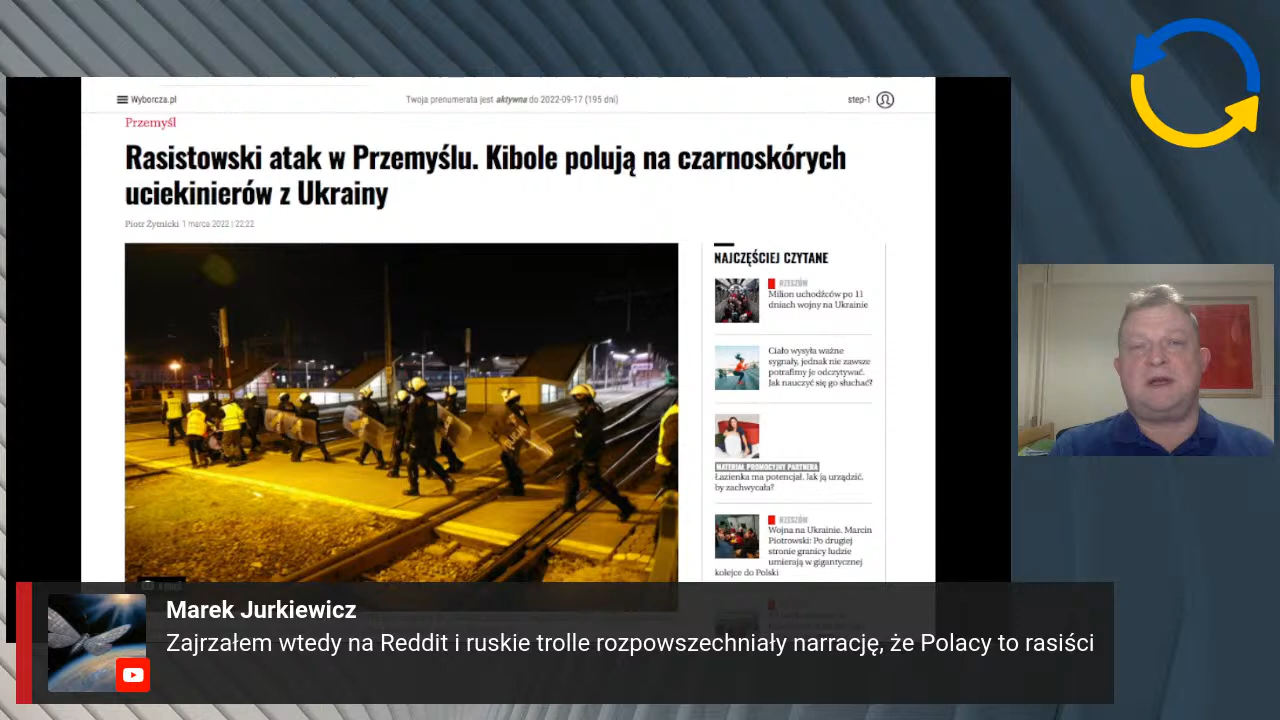 Wyborcza.pl
Twoja prenumerata jest aktywna do 2022-09-17 (195 dni)
step-1
Przemyśl
Rasistowski atak w Przemyślu. Kibole polują na czarnoskórych
uciekinierów z Ukrainy
Piotr Żytnicki 1 marca 2022 | 22:22
POLICJA
NAJCZĘŚCIEJ CZYTANE
RZESZÓW
Milion uchodźców po 11
dniach wojny na Ukrainie
Ciało wysyła ważne
sygnały, jednak nie zawsze
potrafimy je odczytywać.
Jak nauczyć się go słuchać?
MATERIAŁ PROMOCYJNY PARTNERA
Łazienka ma potencjał. Jak ją urządzić,
by zachwycała?
RZESZÓW
Wojna na Ukrainie. Marcin
Piotrowski: Po drugiej
stronie granicy ludzie
umierają w gigantycznej
kolejce do Polski
Marek Jurkiewicz
Zajrzałem wtedy na Reddit i ruskie trolle rozpowszechniały narrację, że Polacy to rasiści